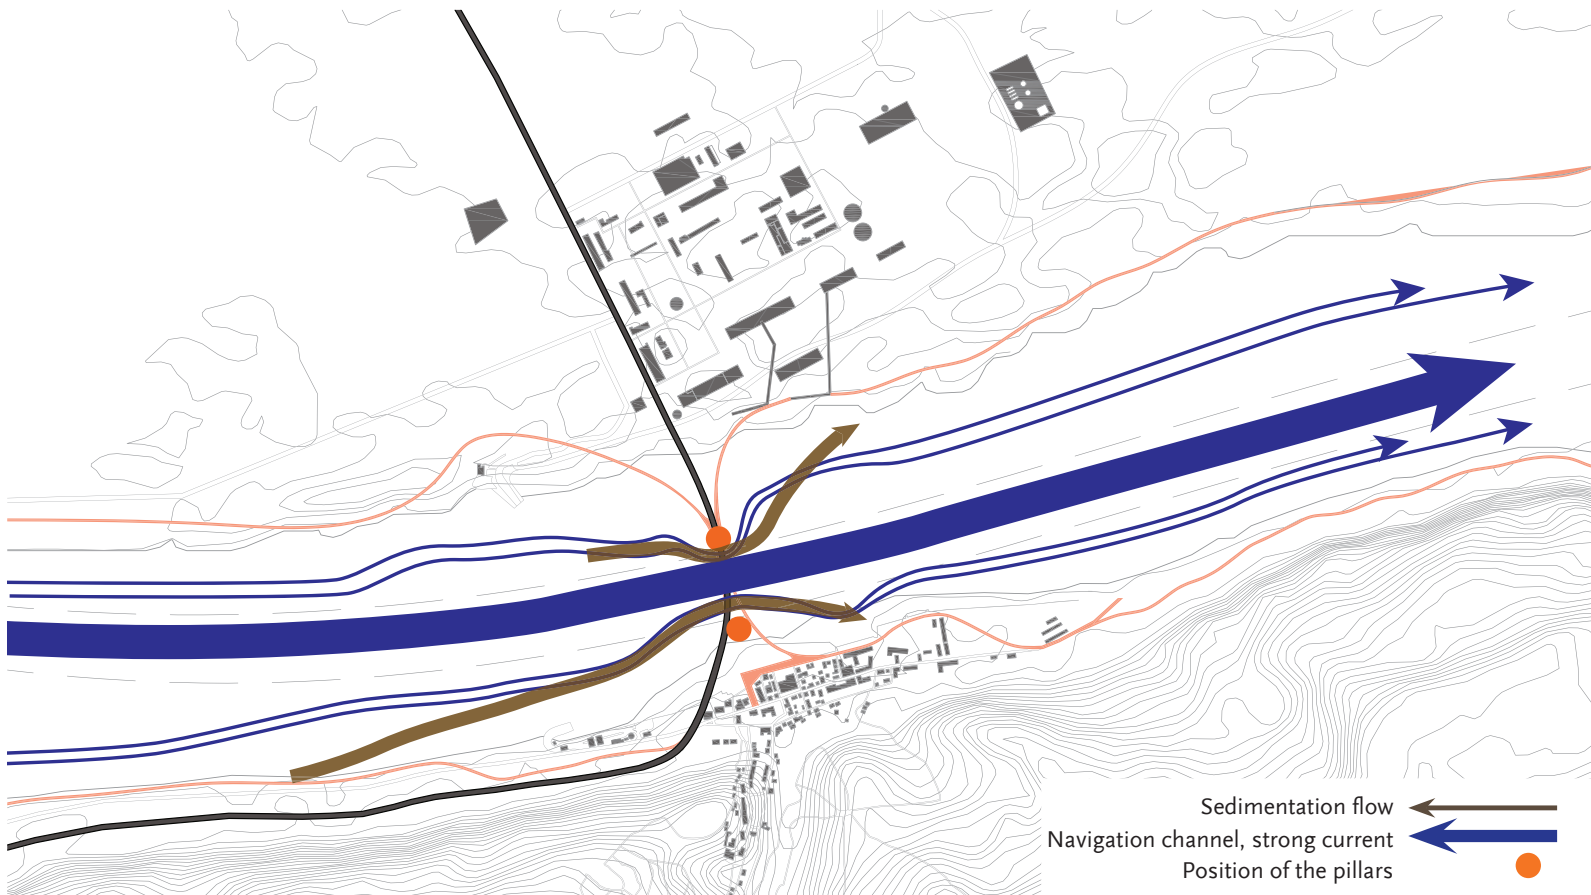 Sedimentation flow
Navigation channel, strong current
Position of the pillars